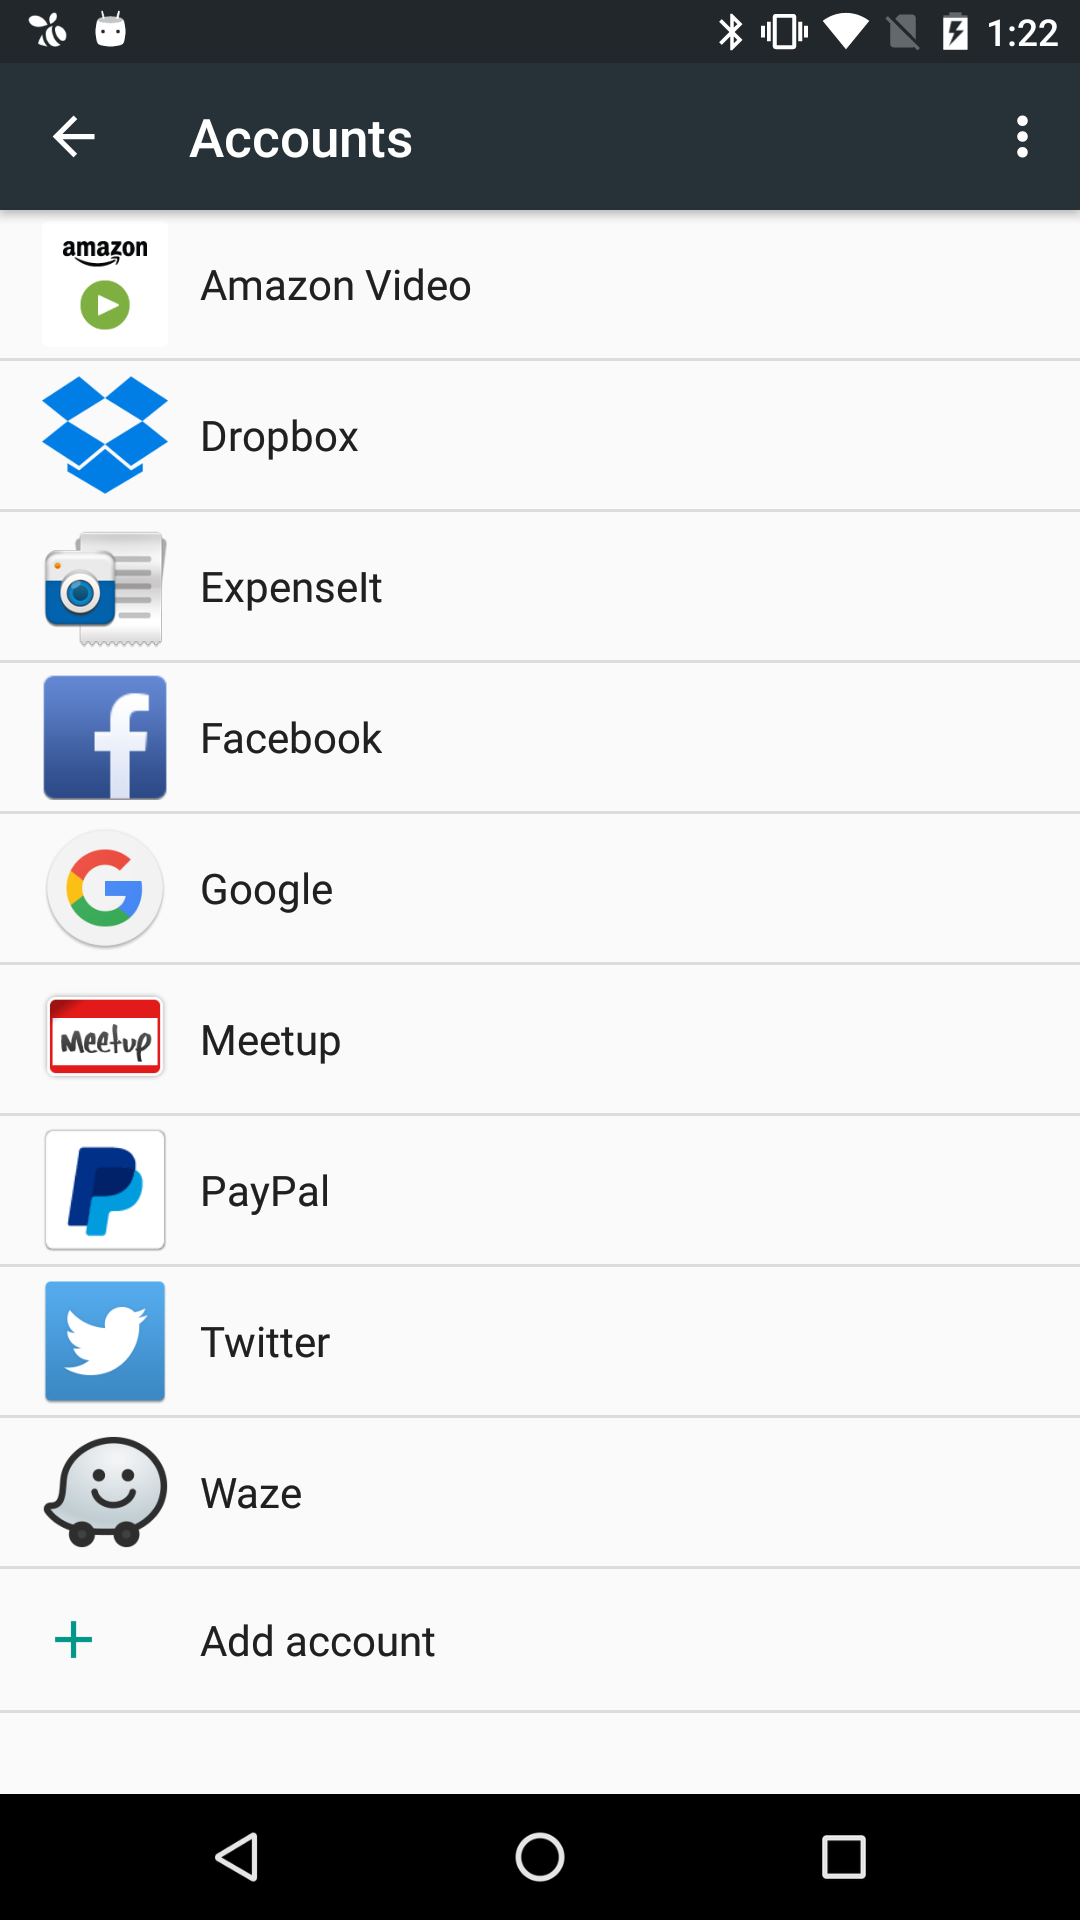 1:22
Accounts
amazon
Amazon Video
Dropbox
ExpenseIt
Facebook
Google
Meetup
Meetup
PayPal
Twitter
Waze
Add account